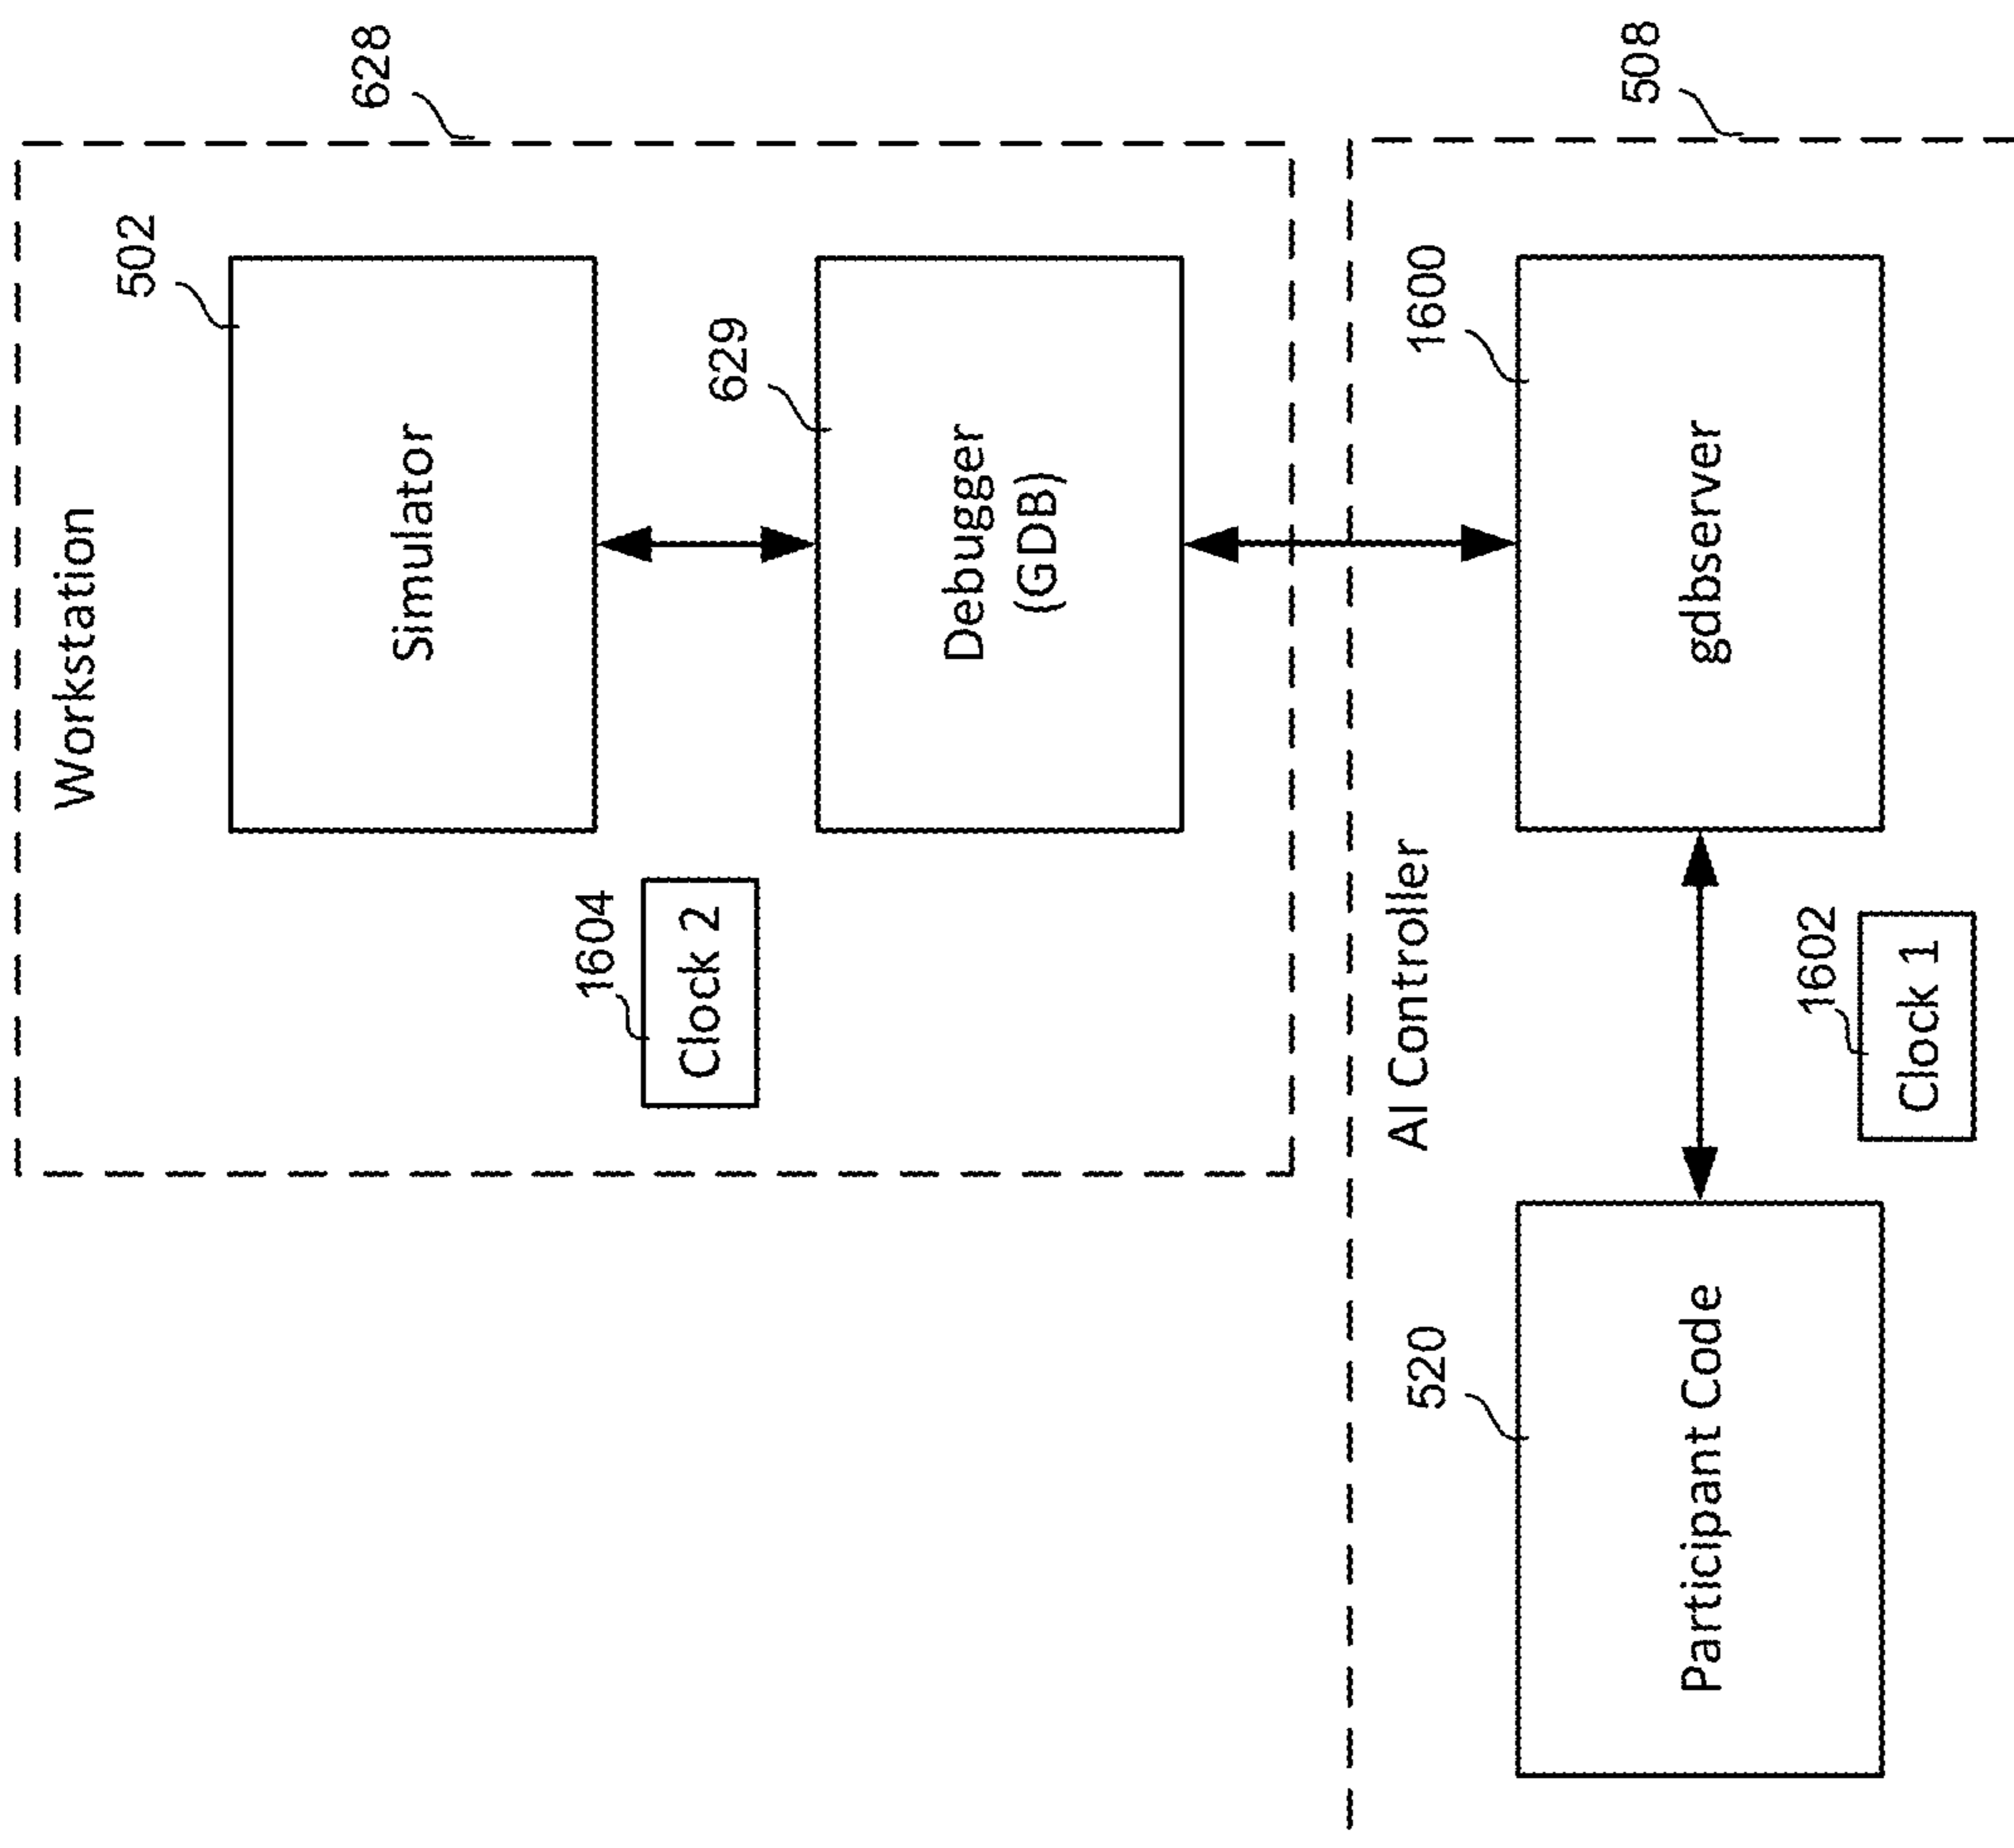 Workstation
628
502
Simulator
629
Debugger
(GDB)
1604
Clock 2
AI Controller
508
1600
gdbserver
520
Participant Code
1602
Clock 1